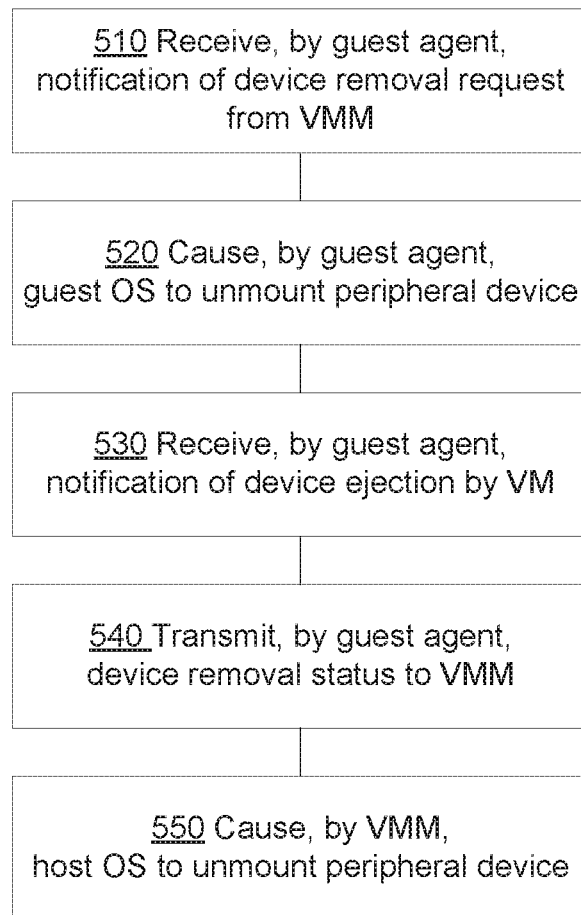 510 Receive, by guest agent,
notification of device removal request
from VMM
520 Cause, by guest agent,
guest OS to unmount peripheral device
530 Receive, by guest agent,
notification of device ejection by VM
540 Transmit, by guest agent,
device removal status to VMM
550 Cause, by VMM,
host OS to unmount peripheral device